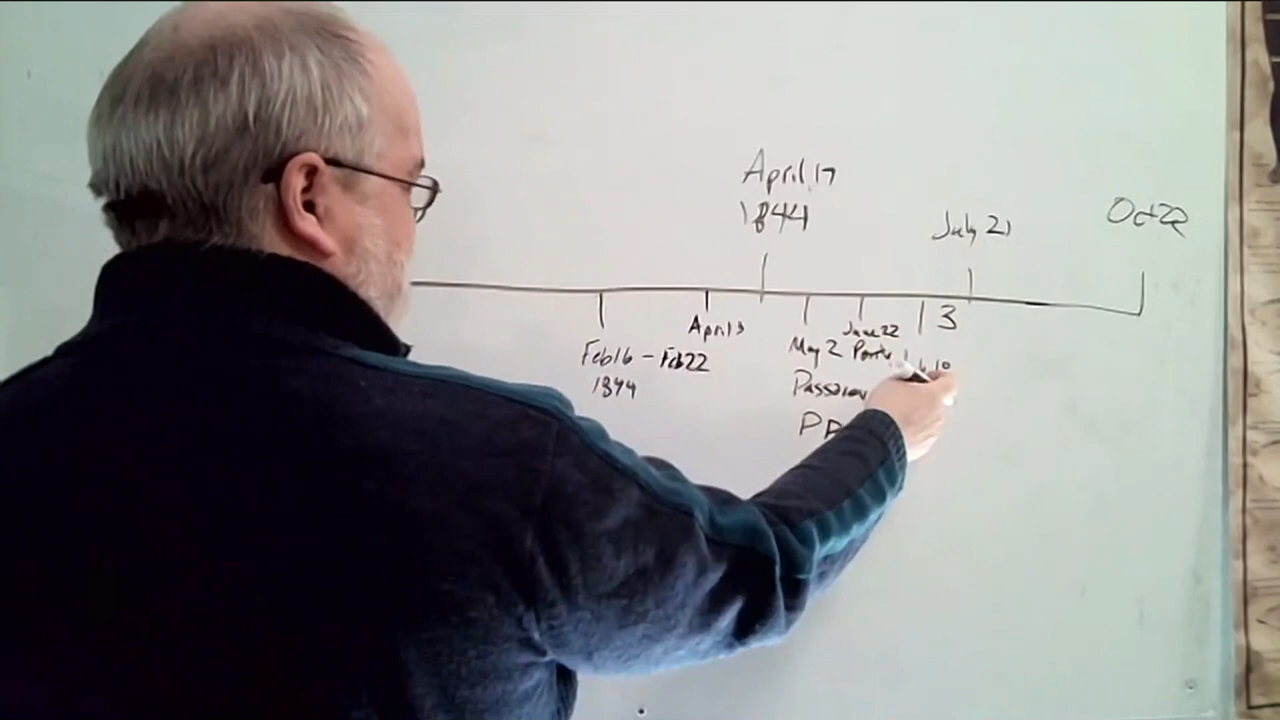 April 17
1844
July 21
Oct 22
April 3
Feb 16 - Feb 22
1844
June 22
3
May 2
Passover
PP